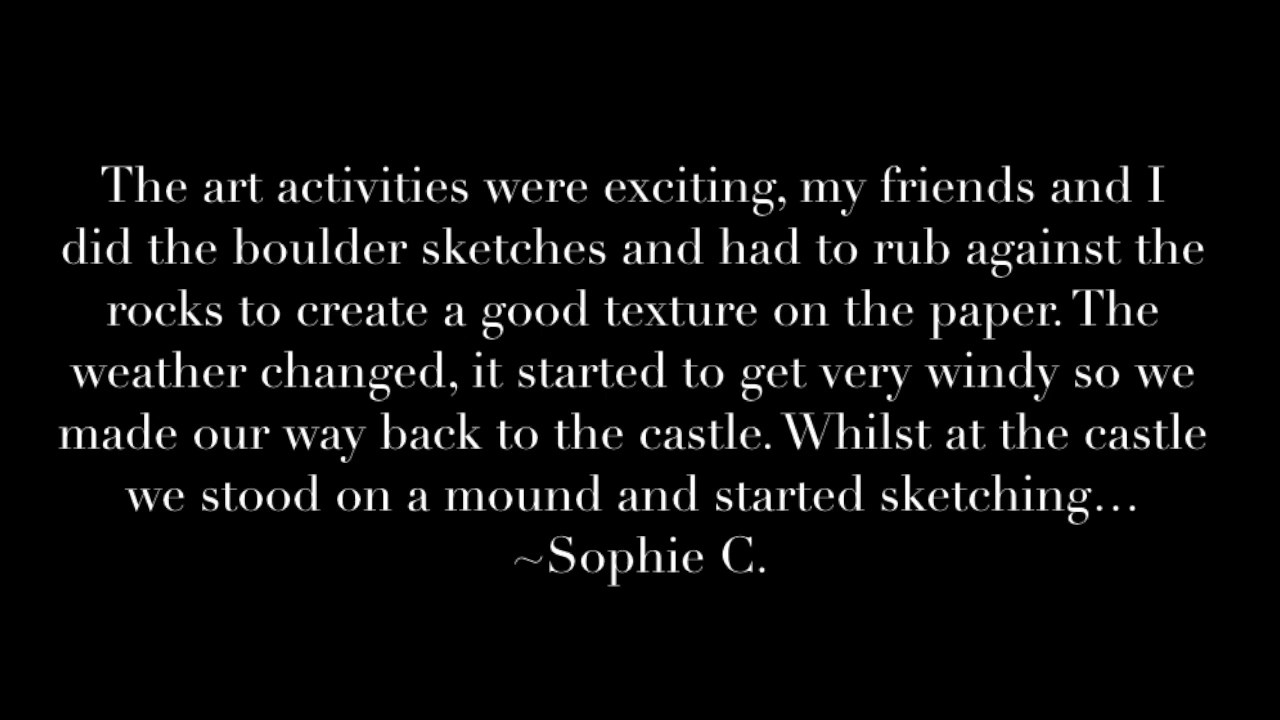 The art activities were exciting, my friends and I
did the boulder sketches and had to rub against the
rocks to create a good texture on the paper. The
weather changed, it started to get very windy so we
made our way back to the castle. Whilst at the castle
we stood on a mound and started sketching...
~Sophie C.